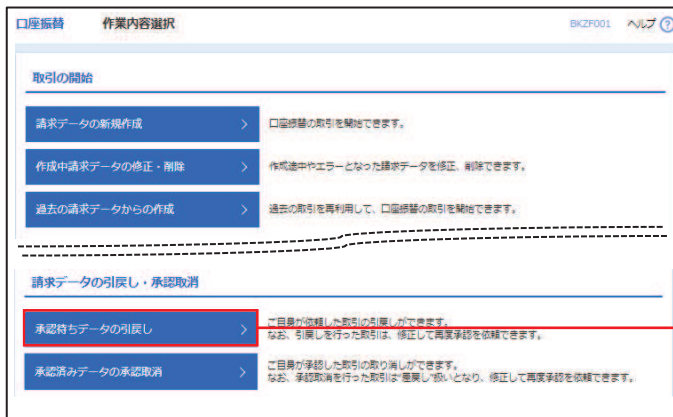 口座振替 作業内容選択 BKZF001 ヘルプ ?
取引の開始
請求データの新規作成 > 口座振替の取引を開始できます。
作成中請求データの修正・削除 > 作成途中やエラーとなった請求データを修正、削除できます。
過去の請求データからの作成 > 過去の取引を再利用して、口座振替の取引を開始できます。
請求データの引戻し・承認取消
承認待ちデータの引戻し > ご自身が依頼した取引の引戻しができます。
なお、引戻しを行った取引は、修正して再度承認を依頼できます。
承認済みデータの承認取消 > ご自身が承認した取引の取り消しができます。
なお、承認取消を行った取引は"差戻し"扱いとなり、修正して再度承認を依頼できます。